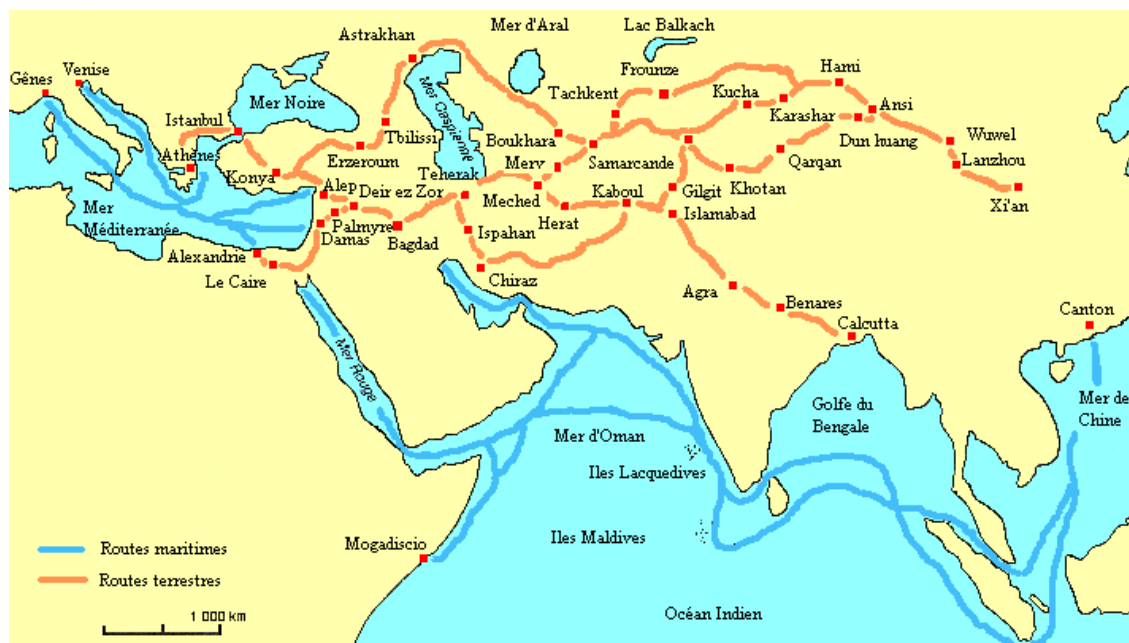 Mer d'Aral
Lac Balkach
Astrakhan
Venise
Gênes
Frounze
Hami
Mer Noire
Mer Caspienne
Tachkent
Kucha
Ansi
Istanbul
Karashar
Tbilissi
Boukhara
Dun huang
Wuwel
Athènes
Erzeroum
Merv
Samarcande
Qarqan
Lanzhou
Teherak
Konya
Alep
Deir ez Zor
Meched
Kaboul
Gilgit
Khotan
Xi'an
Mer
Méditerranée
Palmyre
Herat
Islamabad
Damas
Bagdad
Ispahan
Alexandrie
Le Caire
Chiraz
Agra
Benares
Canton
Calcutta
Mer Rouge
Mer de
Chine
Golfe du
Bengale
Mer d'Oman
Iles Lacquedives
Iles Maldives
Mogadiscio
Routes maritimes
Routes terrestres
Océan Indien
1 000 km